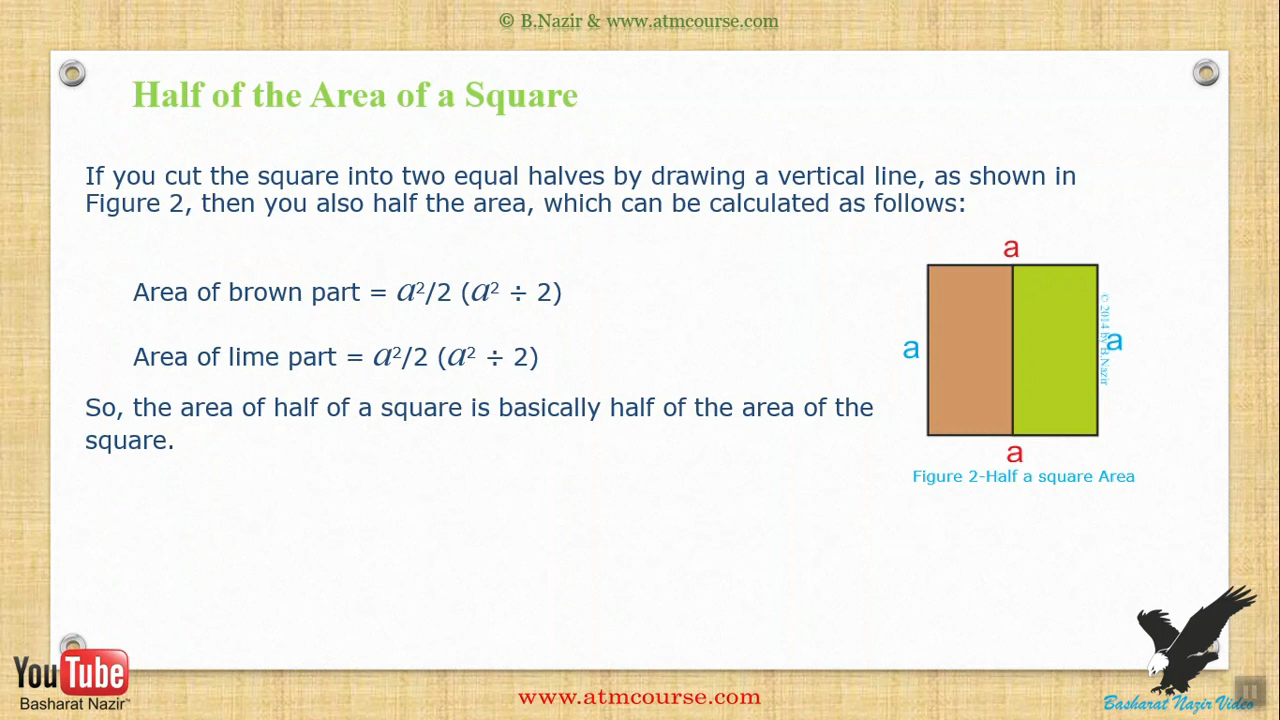 © B.Nazir & www.atmcourse.com
Half of the Area of a Square
If you cut the square into two equal halves by drawing a vertical line, as shown in
Figure 2, then you also half the area, which can be calculated as follows:
Area of brown part = a²/2 (a² ÷ 2)
Area of lime part = a²/2 (a² ÷ 2)
So, the area of half of a square is basically half of the area of the
square.
a
a
a
© 2014 by B.Nazir
a
Figure 2-Half a square Area
YouTube
Basharat Nazir™
www.atmcourse.com
Basharat Nazir Video